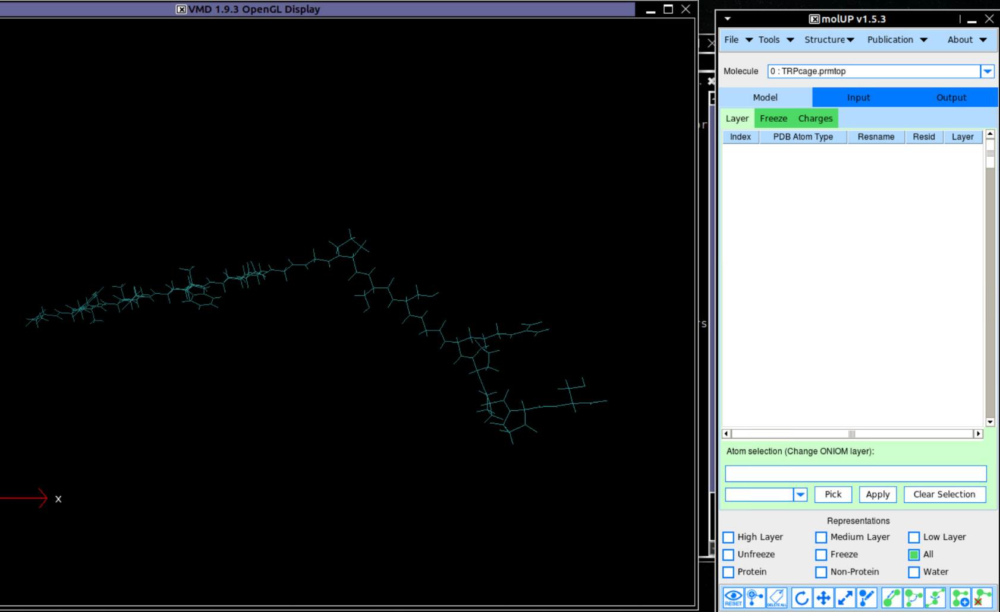 VMD 1.9.3 OpenGL Display
molUP v1.5.3
File Tools Structure Publication About
Molecule 0 : TRPcage.prmtop
Model Input Output
Layer Freeze Charges
Index PDB Atom Type Resname Resid Layer
Atom selection (Change ONIOM layer):
Pick Apply Clear Selection
Representations
High Layer Medium Layer Low Layer
Unfreeze Freeze All
Protein Non-Protein Water
RESET DELETE ALL
x
rs